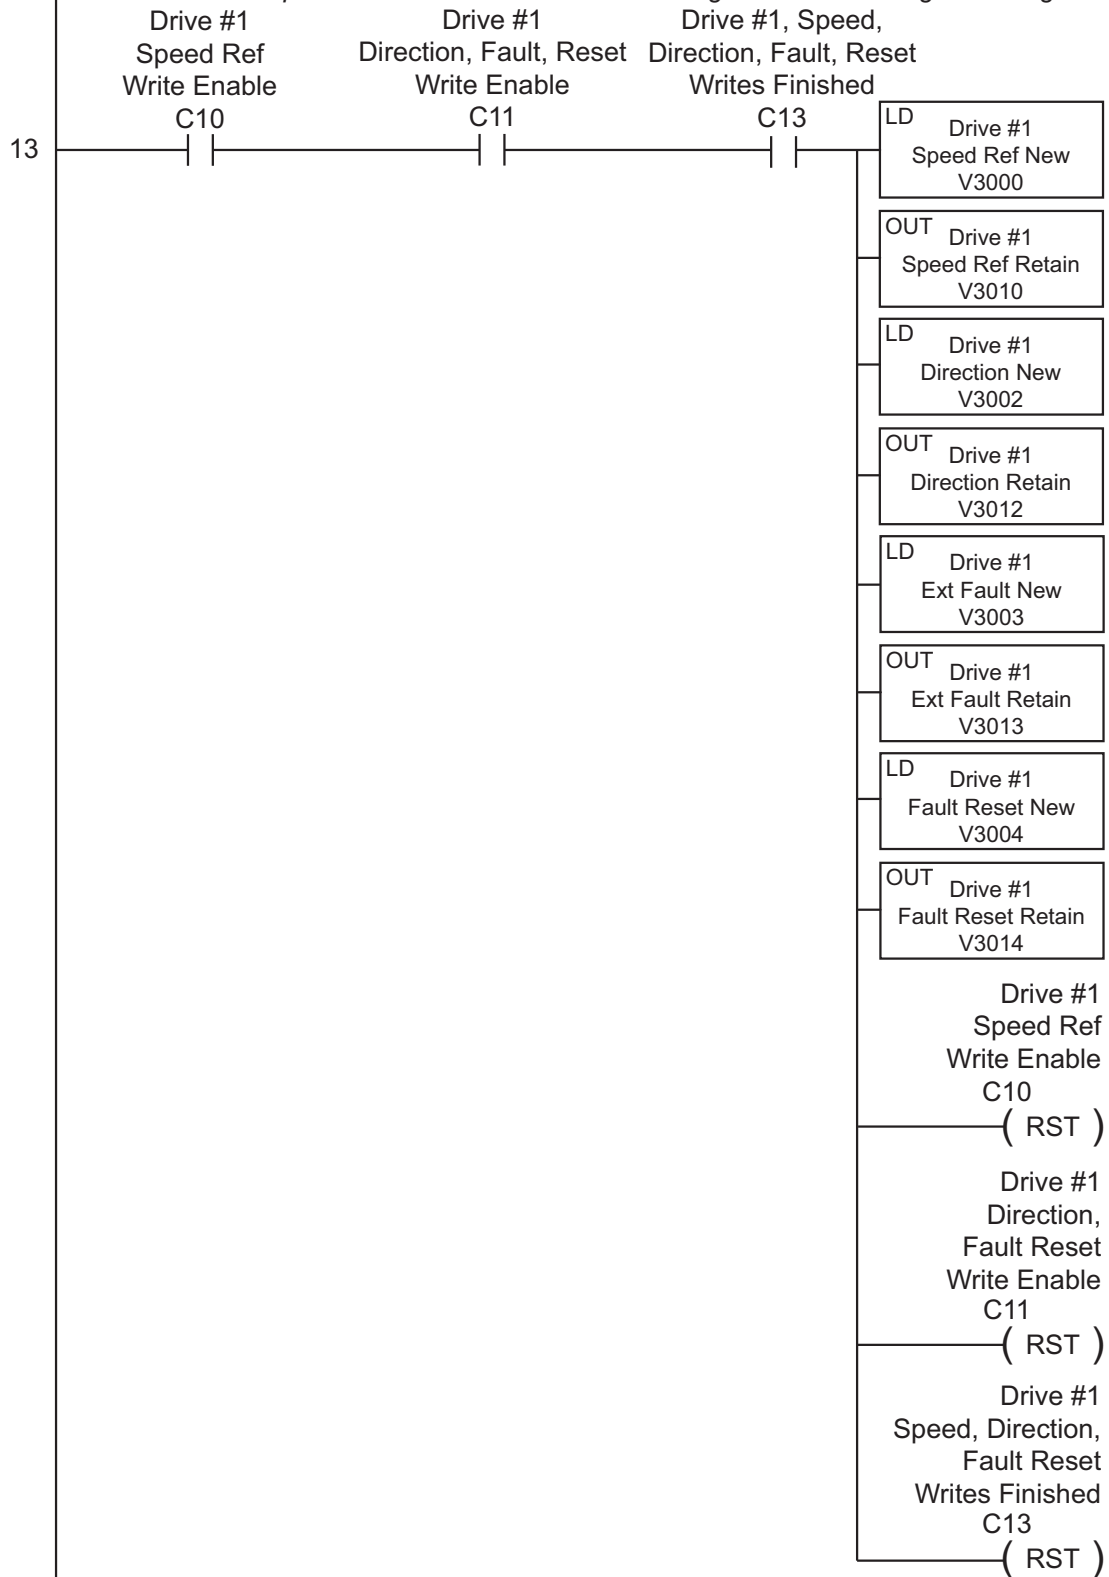 Drive #1
Speed Ref
Write Enable
C10
Drive #1
Direction, Fault, Reset
Write Enable
C11
Drive #1, Speed,
Direction, Fault, Reset
Writes Finished
C13
13
LD
Drive #1
Speed Ref New
V3000
OUT
Drive #1
Speed Ref Retain
V3010
LD
Drive #1
Direction New
V3002
OUT
Drive #1
Direction Retain
V3012
LD
Drive #1
Ext Fault New
V3003
OUT
Drive #1
Ext Fault Retain
V3013
LD
Drive #1
Fault Reset New
V3004
OUT
Drive #1
Fault Reset Retain
V3014
Drive #1
Speed Ref
Write Enable
C10
( RST )
Drive #1
Direction,
Fault Reset
Write Enable
C11
( RST )
Drive #1
Speed, Direction,
Fault Reset
Writes Finished
C13
( RST )